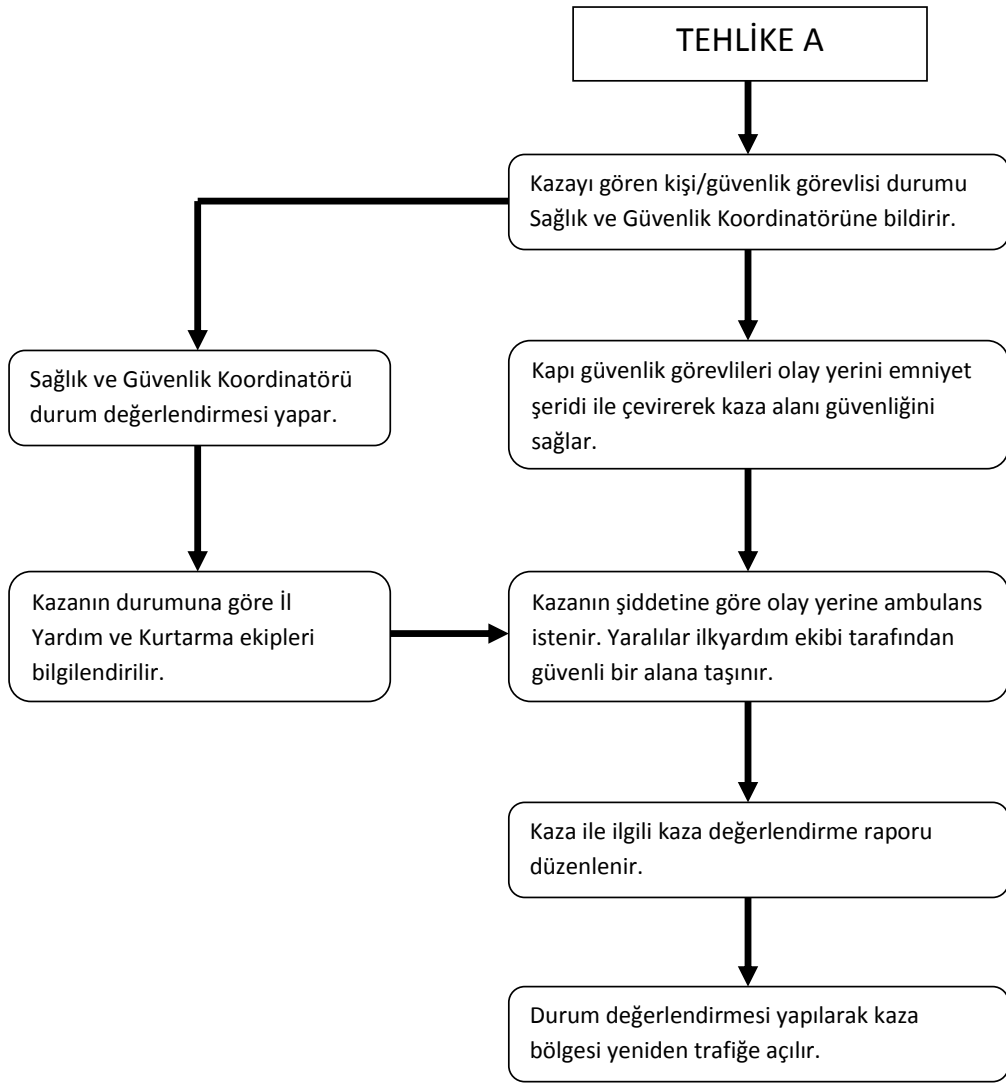 TEHLİKE A
Kazayı gören kişi/güvenlik görevlisi durumu
Sağlık ve Güvenlik Koordinatörüne bildirir.
Sağlık ve Güvenlik Koordinatörü
durum değerlendirmesi yapar.
Kapı güvenlik görevlileri olay yerini emniyet
şeridi ile çevirerek kaza alanı güvenliğini
sağlar.
Kazanın durumuna göre İl
Yardım ve Kurtarma ekipleri
bilgilendirilir.
Kazanın şiddetine göre olay yerine ambulans
istenir. Yaralılar ilkyardım ekibi tarafından
güvenli bir alana taşınır.
Kaza ile ilgili kaza değerlendirme raporu
düzenlenir.
Durum değerlendirmesi yapılarak kaza
bölgesi yeniden trafiğe açılır.